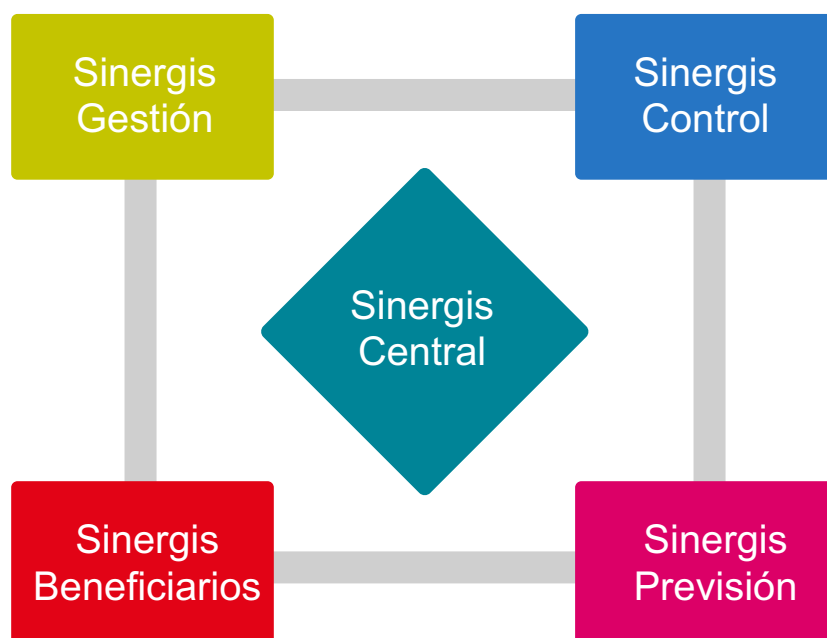 Sinergis
Gestión
Sinergis
Control
Sinergis
Central
Sinergis
Beneficiarios
Sinergis
Previsión